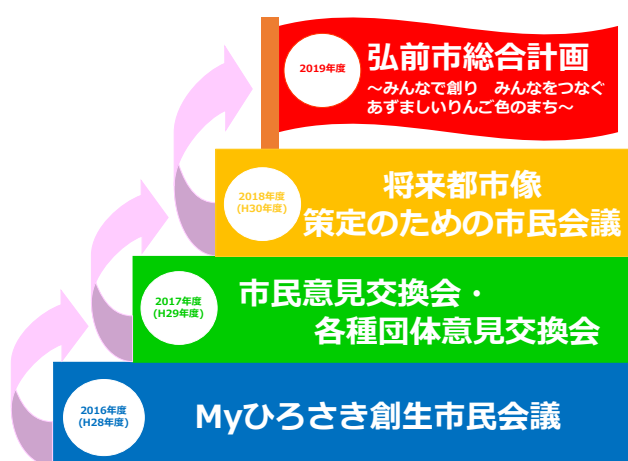 2019年度
弘前市総合計画
～みんなで創り　みんなをつなぐ
あずましいりんご色のまち～
2018年度
(H30年度)
将来都市像
策定のための市民会議
2017年度
(H29年度)
市民意見交換会・
各種団体意見交換会
2016年度
(H28年度)
Myひろさき創生市民会議